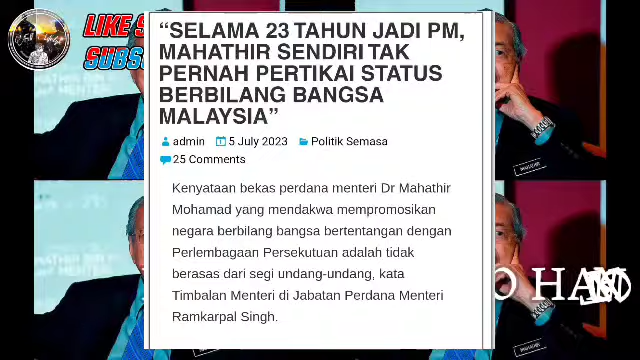 LIKE S
SUBS
“SELAMA 23 TAHUN JADI PM,
MAHATHIR SENDIRI TAK
PERNAH PERTIKAI STATUS
BERBILANG BANGSA
MALAYSIA”
admin 5 July 2023 Politik Semasa
25 Comments
Kenyataan bekas perdana menteri Dr Mahathir
Mohamad yang mendakwa mempromosikan
negara berbilang bangsa bertentangan dengan
Perlembagaan Persekutuan adalah tidak
berasas dari segi undang-undang, kata
Timbalan Menteri di Jabatan Perdana Menteri
Ramkarpal Singh.